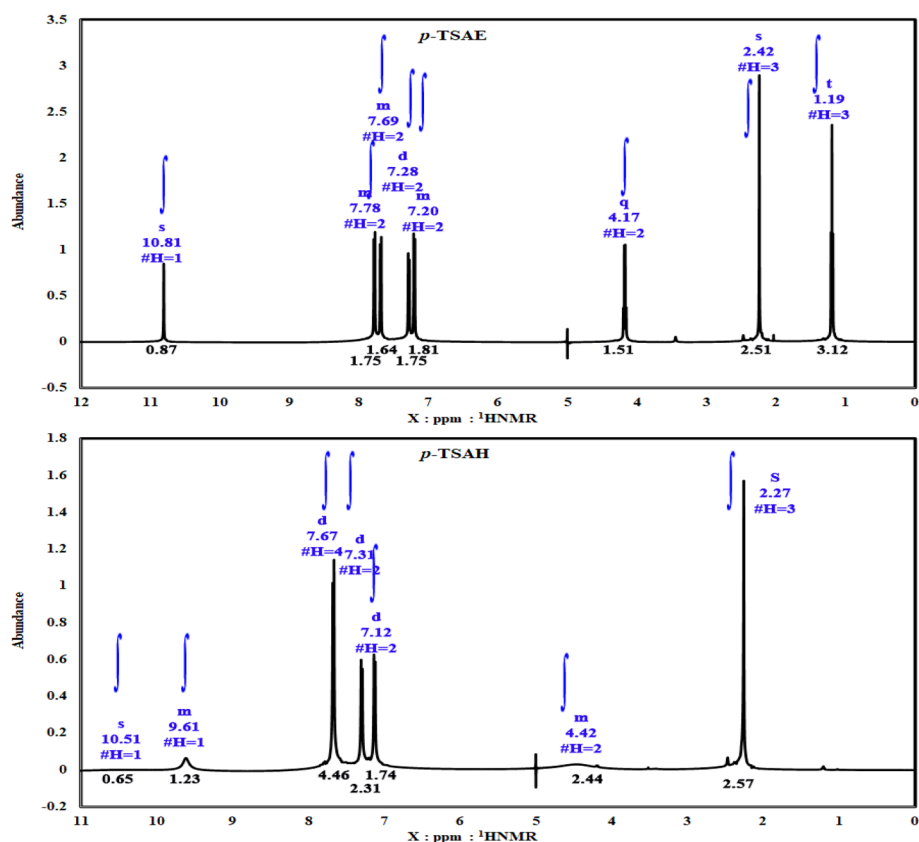 p-TSAE
3.5
3
2.5
2
1.5
1
0.5
0
-0.5
Abundance
s
10.81
#H=1
m
7.78
#H=2
m
7.69
#H=2
d
7.28
#H=2
m
7.20
#H=2
q
4.17
#H=2
s
2.42
#H=3
t
1.19
#H=3
0.87
1.75
1.64
1.75
1.81
1.51
2.51
3.12
12 11 10 9 8 7 6 5 4 3 2 1 0
X : ppm : ¹HNMR
p-TSAH
1.8
1.6
1.4
1.2
1
0.8
0.6
0.4
0.2
0
-0.2
Abundance
s
10.51
#H=1
m
9.61
#H=1
d
7.67
#H=4
d
7.31
#H=2
d
7.12
#H=2
m
4.42
#H=2
S
2.27
#H=3
0.65
1.23
4.46
2.31
1.74
2.44
2.57
11 10 9 8 7 6 5 4 3 2 1 0
X : ppm : ¹HNMR